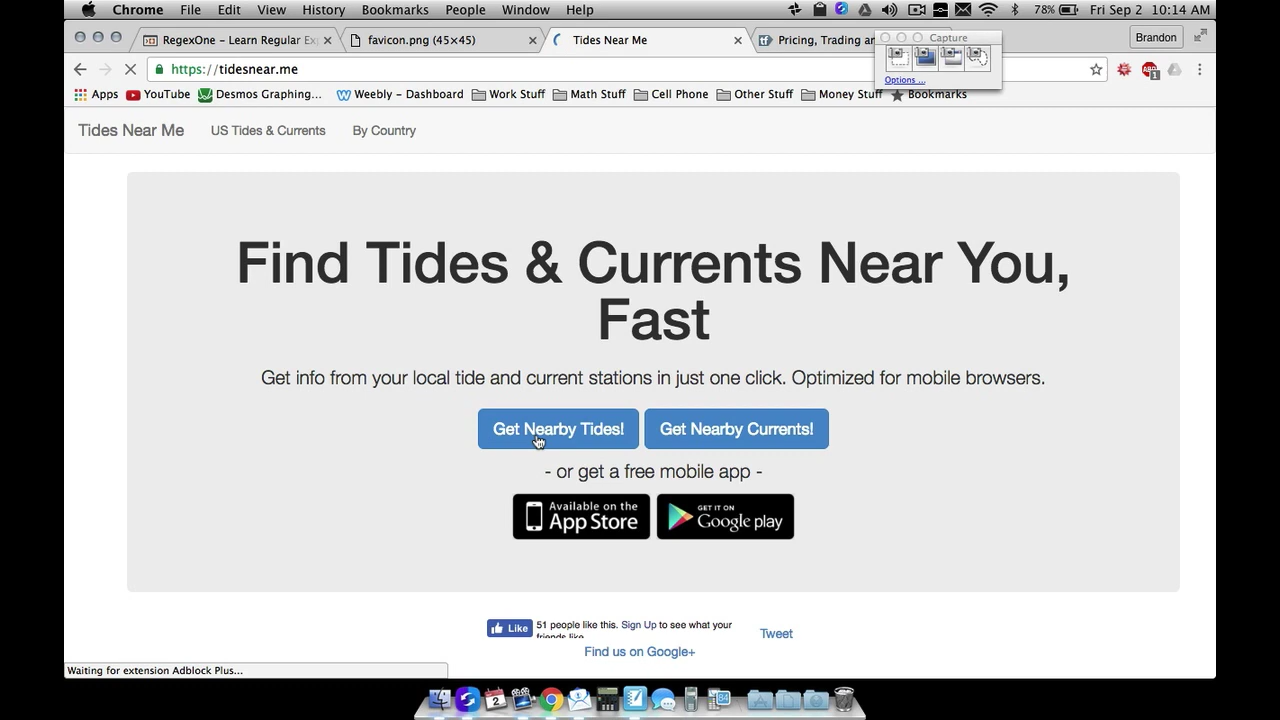 Chrome File Edit View History Bookmarks People Window Help 78% Fri Sep 2 10:14 AM
RegexOne - Learn Regular Ex
favicon.png (45×45)
Tides Near Me
Pricing, Trading an
Capture
Brandon
Options ...
https://tidesnear.me
Apps YouTube Desmos Graphing... Weebly - Dashboard Work Stuff Math Stuff Cell Phone Other Stuff Money Stuff Bookmarks
Tides Near Me US Tides & Currents By Country
Find Tides & Currents Near You,
Fast
Get info from your local tide and current stations in just one click. Optimized for mobile browsers.
Get Nearby Tides! Get Nearby Currents!
- or get a free mobile app -
Available on the
App Store
GET IT ON
Google play
Like 51 people like this. Sign Up to see what your
friends like.
Tweet
Find us on Google+
Waiting for extension Adblock Plus...